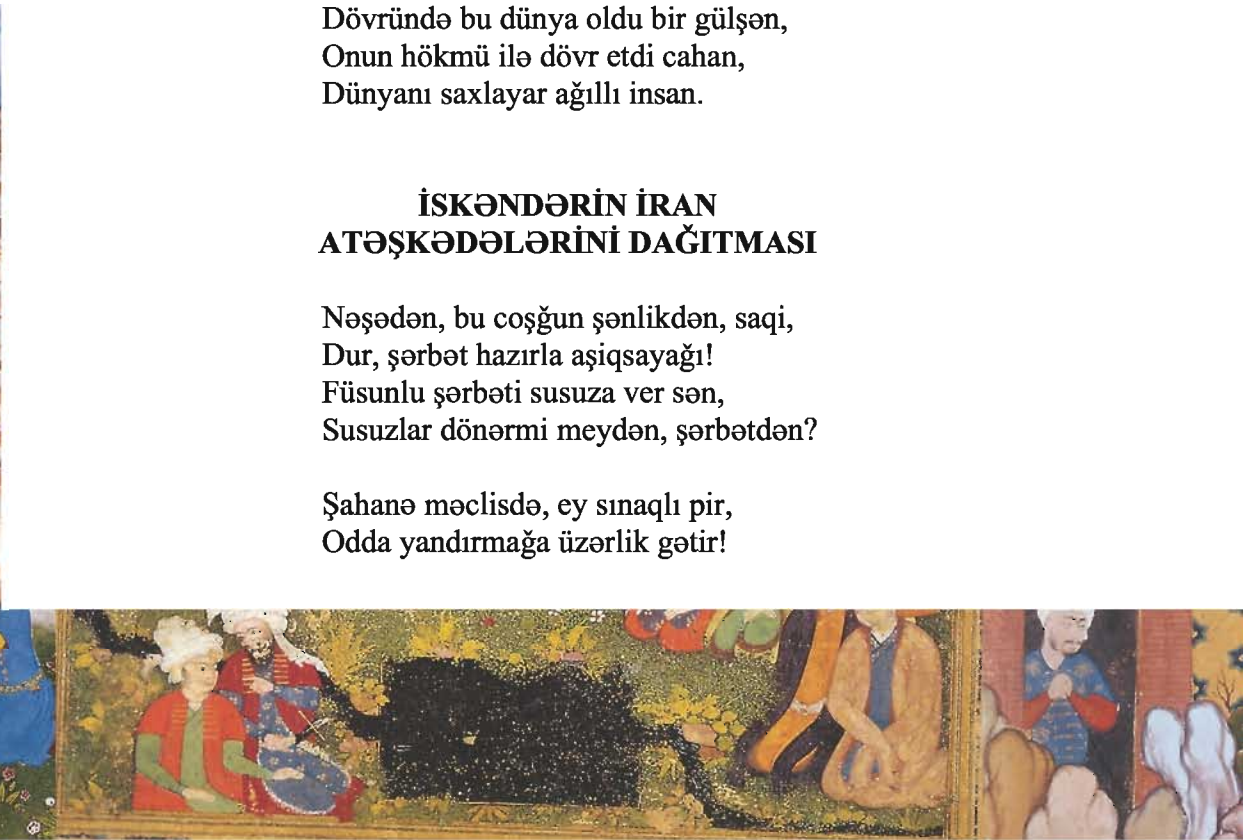 Dövründə bu dünya oldu bir gülşən,
Onun hökmü ilə dövr etdi cahan,
Dünyanı saxlayar ağıllı insan.
İSKƏNDƏRİN İRAN
ATƏŞKƏDƏLƏRİNİ DAĞITMASI
Nəşədən, bu coşğun şənlikdən, saqi,
Dur, şərbət hazırla aşiqsayağı!
Füsunlu şərbəti susuza ver sən,
Susuzlar dönərmi meydən, şərbətdən?
Şahanə məclisdə, ey sınaqlı pir,
Odda yandırmağa üzərlik gətir!